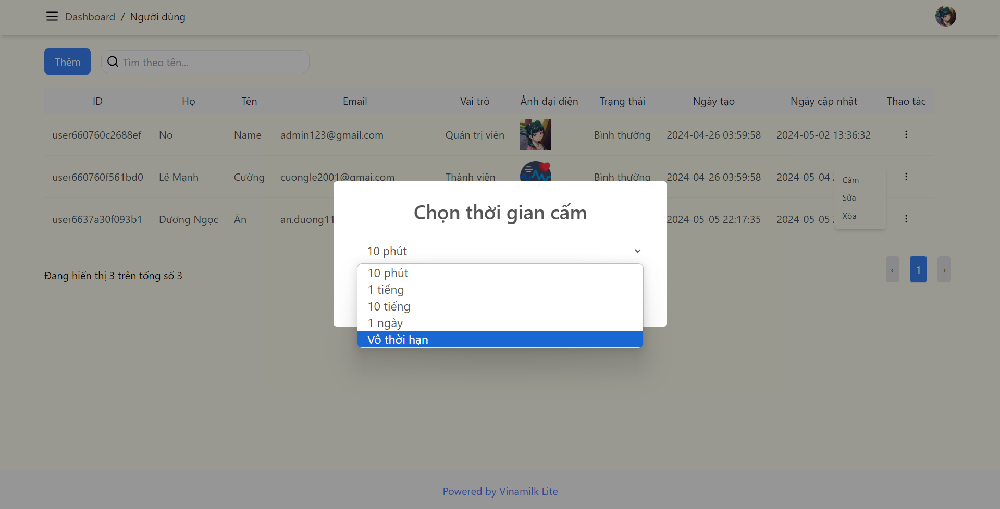 Dashboard / Người dùng
Thêm
Tìm theo tên...
ID Họ Tên Email Vai trò Ảnh đại diện Trạng thái Ngày tạo Ngày cập nhật Thao tác
user660760c2688ef No Name admin123@gmail.com Quản trị viên Bình thường 2024-04-26 03:59:58 2024-05-02 13:36:32
user660760f561bd0 Lê Mạnh Cường cuongle2001@gmai.com Thành viên Bình thường 2024-04-26 03:59:58 2024-05-04
Cấm
Sửa
Xóa
user6637a30f093b1 Dương Ngọc Ân an.duong11 2024-05-05 22:17:35 2024-05-05
Chọn thời gian cấm
10 phút
10 phút
1 tiếng
10 tiếng
1 ngày
Vô thời hạn
Đang hiển thị 3 trên tổng số 3
‹ 1 ›
Powered by Vinamilk Lite